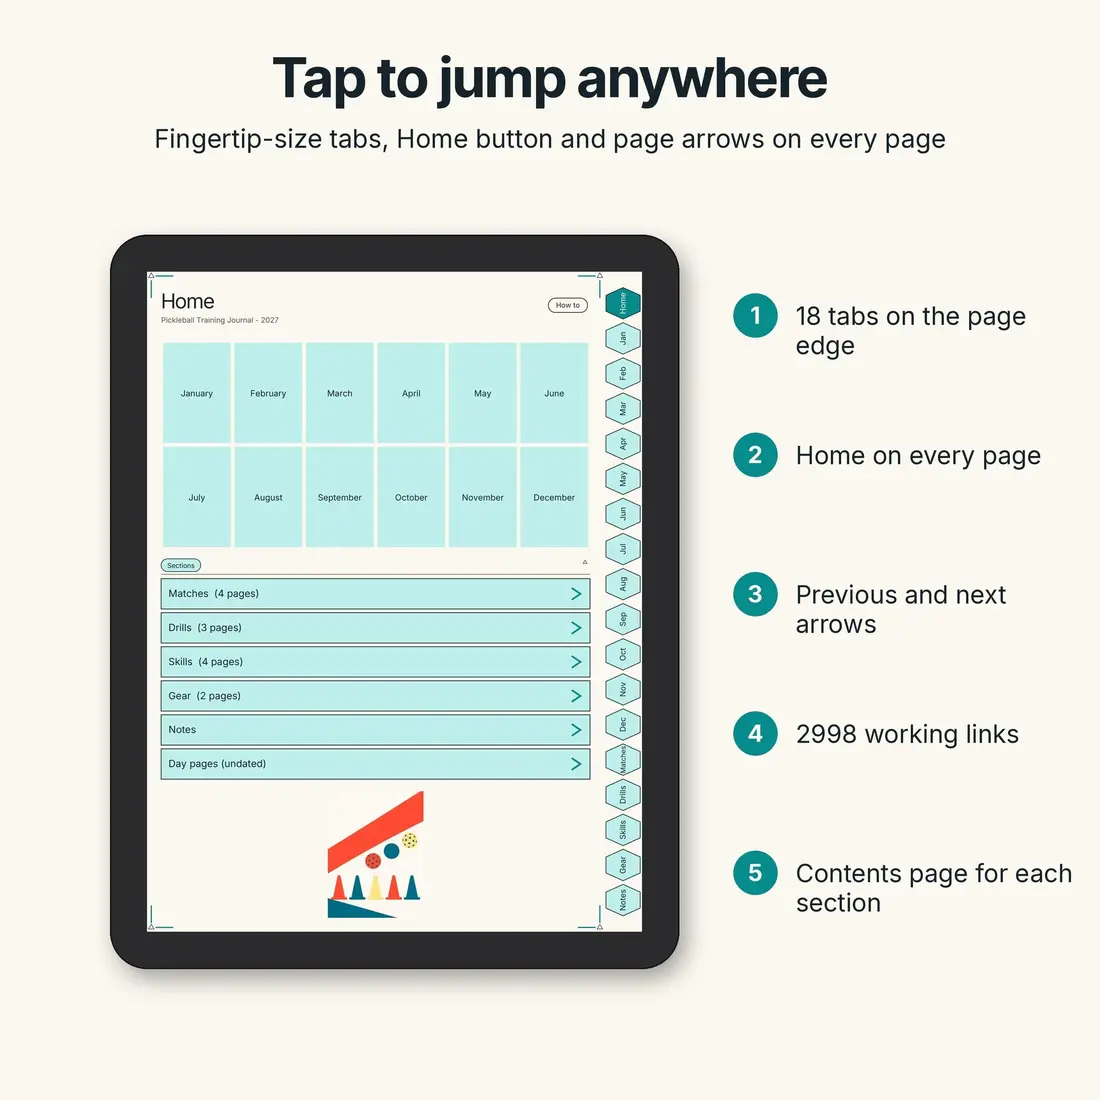 Tap to jump anywhere
Fingertip-size tabs, Home button and page arrows on every page
Home
How to
Pickleball Training Journal - 2027
January February March April May June
July August September October November December
Sections
Matches (4 pages)
Drills (3 pages)
Skills (4 pages)
Gear (2 pages)
Notes
Day pages (undated)
Home
Jan
Feb
Mar
Apr
May
Jun
Jul
Aug
Sep
Oct
Nov
Dec
Matches
Drills
Skills
Gear
Notes
1 18 tabs on the page
edge
2 Home on every page
3 Previous and next
arrows
4 2998 working links
5 Contents page for each
section